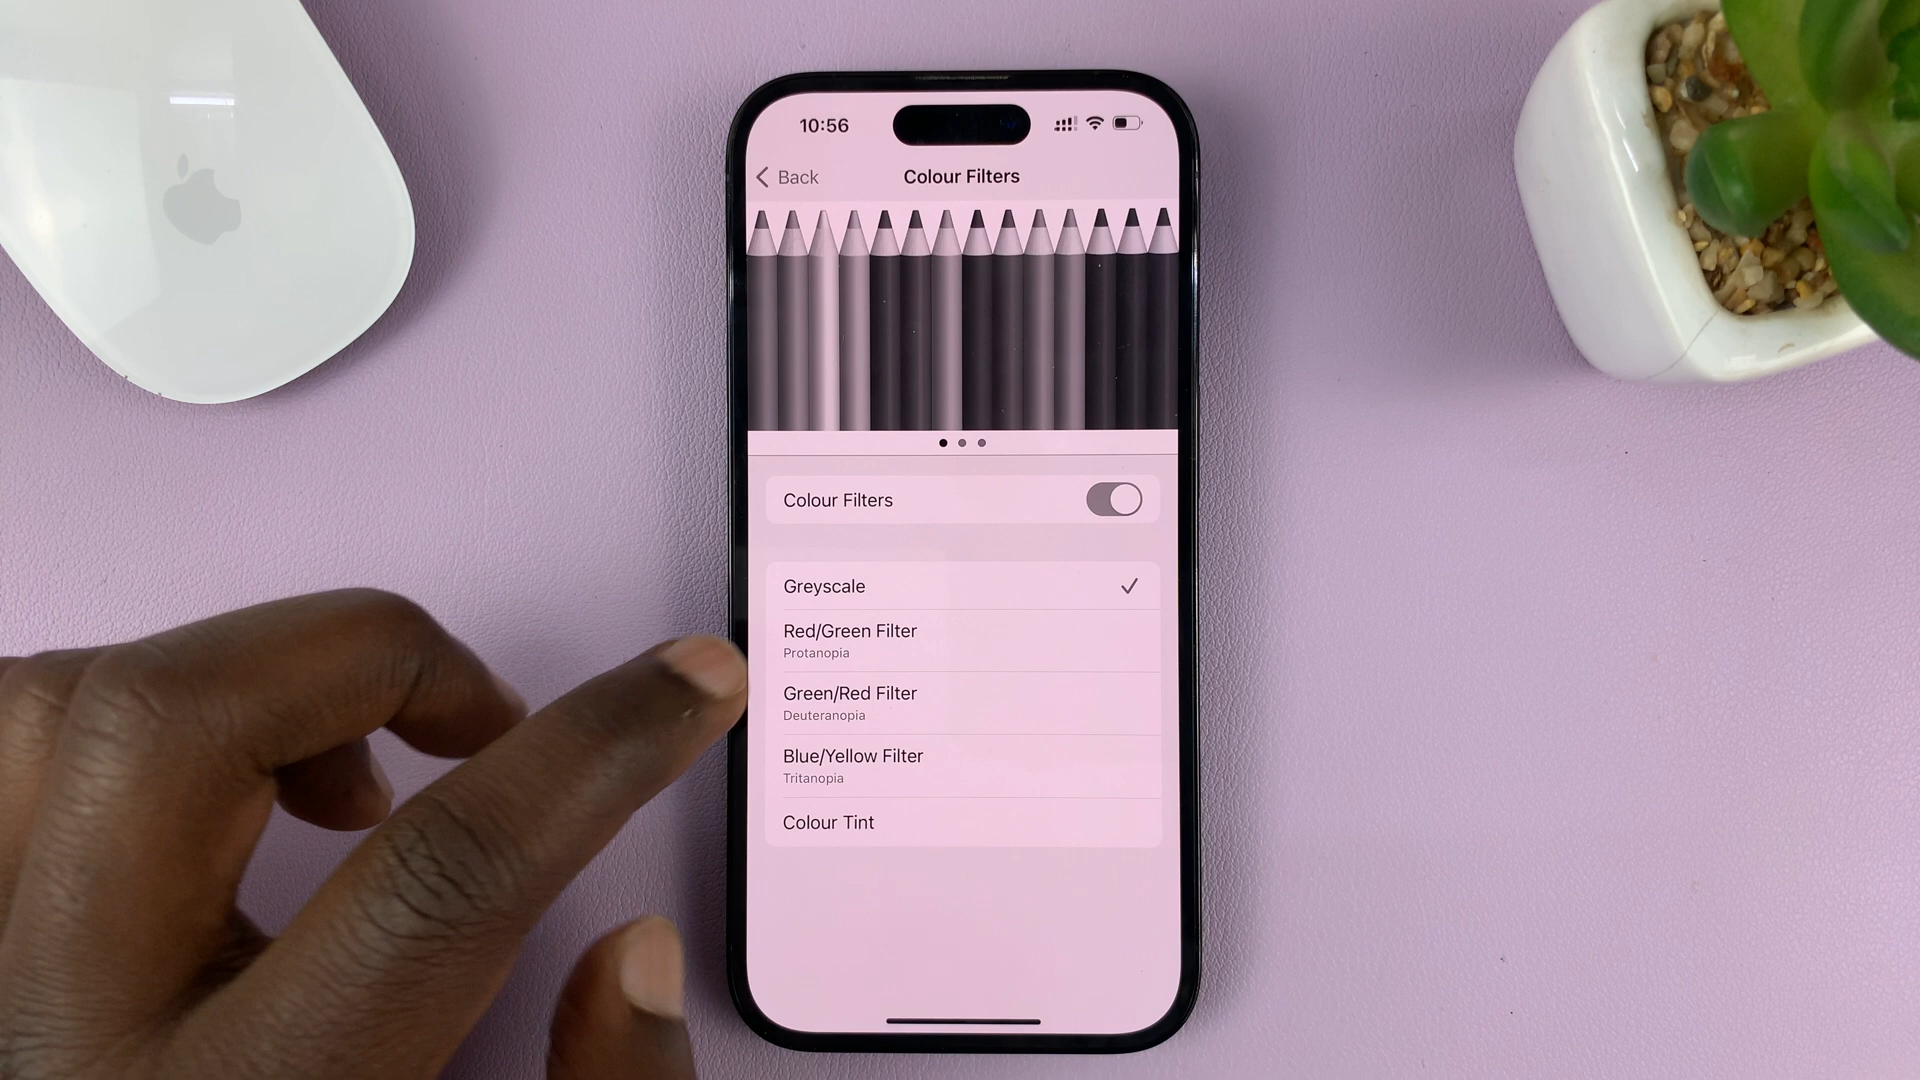 10:56
Back
Colour Filters
Colour Filters
Greyscale
Red/Green Filter
Protanopia
Green/Red Filter
Deuteranopia
Blue/Yellow Filter
Tritanopia
Colour Tint